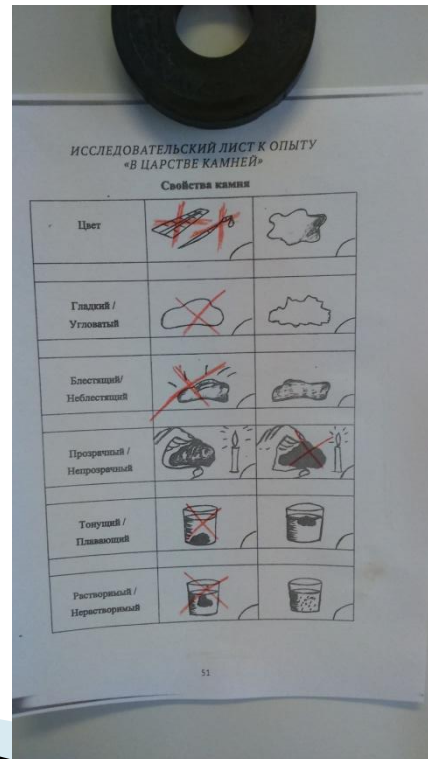 ИССЛЕДОВАТЕЛЬСКИЙ ЛИСТ К ОПЫТУ
«В ЦАРСТВЕ КАМНЕЙ»
Свойства камня
Цвет
Гладкий /
Угловатый
Блестящий/
Неблестящий
Прозрачный /
Непрозрачный
Тонущий /
Плавающий
Растворимый /
Нерастворимый
51